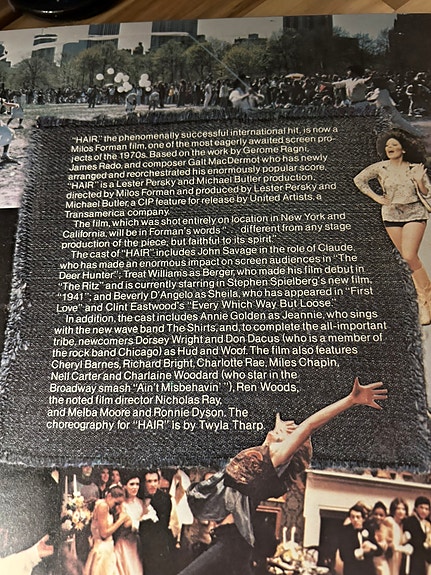 "HAIR," the phenomenally successful international hit, is now a
Milos Forman film, one of the most eagerly awaited screen pro-
jects of the 1970s. Based on the work by Gerome Ragni,
James Rado, and composer Galt MacDermot who has newly
arranged and reorchestrated his enormously popular score,
"HAIR" is a Lester Persky and Michael Butler production,
directed by Milos Forman and produced by Lester Persky and
Michael Butler, a CIP feature for release by United Artists, a
Transamerica company.
The film, which was shot entirely on location in New York and
California, will be in Forman's words ". . . different from any stage
production of the piece, but faithful to its spirit."
The cast of "HAIR" includes John Savage in the role of Claude,
who has made an enormous impact on screen audiences in "The
Deer Hunter"; Treat Williams as Berger, who made his film debut in
"The Ritz" and is currently starring in Stephen Spielberg's new film,
"1941"; and Beverly D'Angelo as Sheila, who has appeared in "First
Love" and Clint Eastwood's "Every Which Way But Loose."
In addition, the cast includes Annie Golden as Jeannie, who sings
with the new wave band The Shirts, and, to complete the all-important
tribe, newcomers Dorsey Wright and Don Dacus (who is a member of
the rock band Chicago) as Hud and Woof. The film also features
Cheryl Barnes, Richard Bright, Charlotte Rae, Miles Chapin,
Nell Carter and Charlaine Woodard (who star in the
Broadway smash "Ain't Misbehavin' "), Ren Woods,
the noted film director Nicholas Ray,
and Melba Moore and Ronnie Dyson. The
choreography for "HAIR" is by Twyla Tharp.